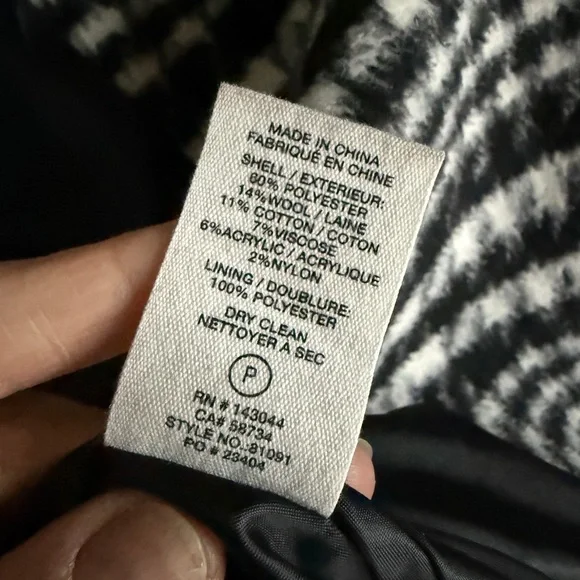 MADE IN CHINA
FABRIQUÉ EN CHINE
SHELL / EXTERIEUR:
60% POLYESTER
14%WOOL / LAINE
11% COTTON / COTON
7%VISCOSE
6%ACRYLIC / ACRYLIQUE
2%NYLON
LINING / DOUBLURE:
100% POLYESTER
DRY CLEAN
NETTOYER A SEC
P
RN # 143044
CA# 58734
STYLE NO.:81091
PO # 23404